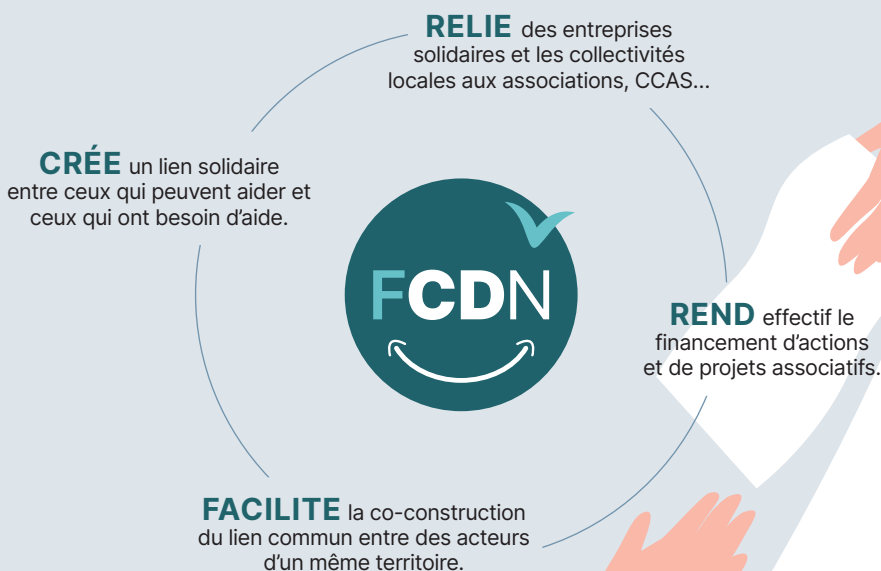 RELIE des entreprises
solidaires et les collectivités
locales aux associations, CCAS...
CRÉE un lien solidaire
entre ceux qui peuvent aider et
ceux qui ont besoin d'aide.
FCDN
REND effectif le
financement d'actions
et de projets associatifs.
FACILITE la co-construction
du lien commun entre des acteurs
d'un même territoire.